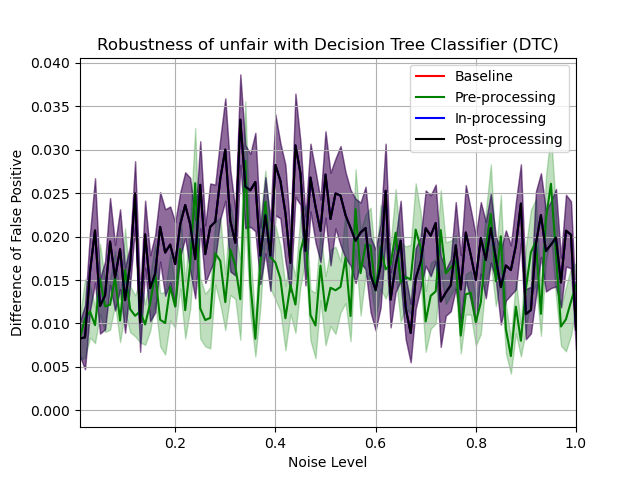 Robustness of unfair with Decision Tree Classifier (DTC)
Difference of False Positive
0.040
0.035
0.030
0.025
0.020
0.015
0.010
0.005
0.000
Baseline
Pre-processing
In-processing
Post-processing
0.2 0.4 0.6 0.8 1.0
Noise Level